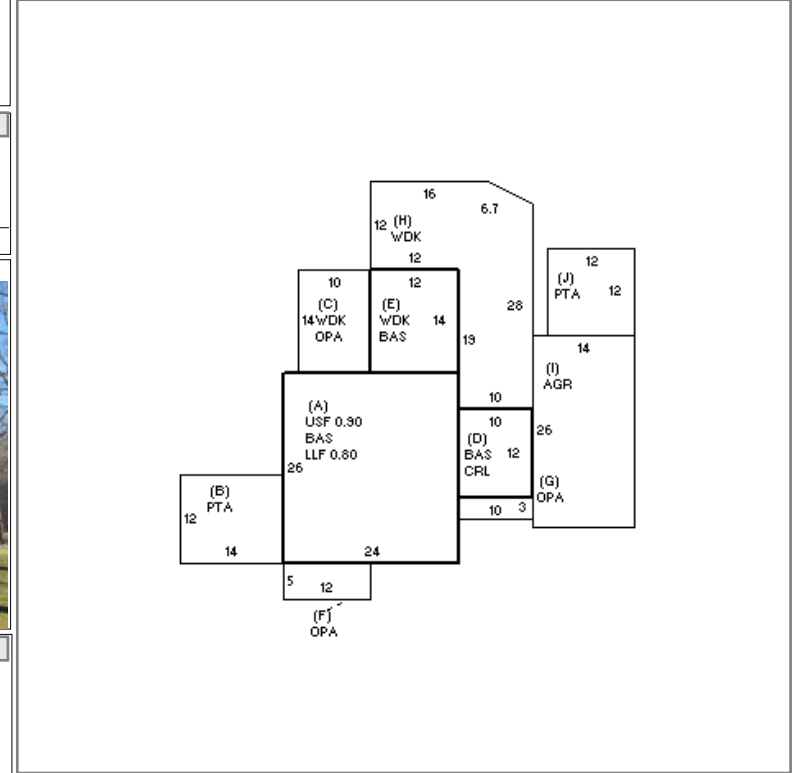 16
6.7
12 (H)
WDK
12
10
(C)
14 WDK
OPA
12
(E)
WDK 14
BAS
28
19
12
(J)
PTA 12
14
(I)
AGR
26
10
10
(D)
BAS 12
CRL
(G)
OPA
10 3
(A)
USF 0.90
BAS
LLF 0.80
26
24
(B)
PTA
12
14
5
12
(F)
OPA